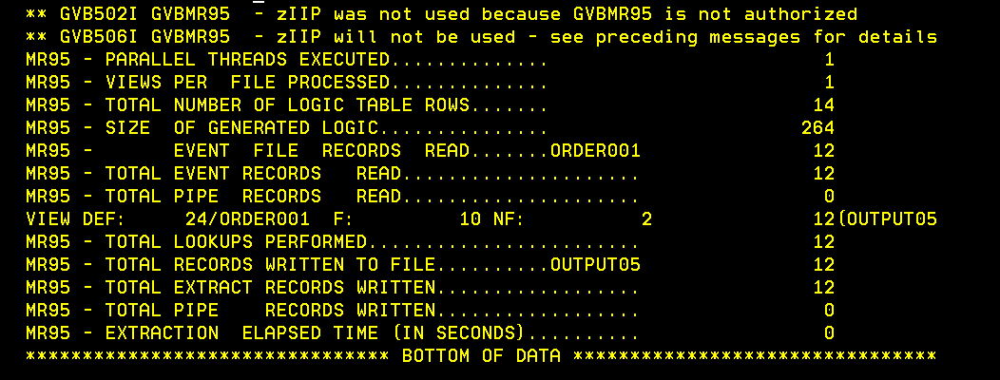 ** GVB502I GVBMR95  - zIIP was not used because GVBMR95 is not authorized
** GVB506I GVBMR95  - zIIP will not be used - see preceding messages for details
MR95 - PARALLEL THREADS EXECUTED..............                        1
MR95 - VIEWS PER  FILE PROCESSED..............                        1
MR95 - TOTAL NUMBER OF LOGIC TABLE ROWS.......                       14
MR95 - SIZE  OF GENERATED LOGIC...............                      264
MR95 -       EVENT  FILE  RECORDS  READ.......ORDER001               12
MR95 - TOTAL EVENT RECORDS   READ.....................               12
MR95 - TOTAL PIPE  RECORDS   READ.....................                0
VIEW DEF:     24/ORDER001  F:         10 NF:          2              12(OUTPUT05
MR95 - TOTAL LOOKUPS PERFORMED........................               12
MR95 - TOTAL RECORDS WRITTEN TO FILE..........OUTPUT05               12
MR95 - TOTAL EXTRACT RECORDS WRITTEN..................               12
MR95 - TOTAL PIPE    RECORDS WRITTEN..................                0
MR95 - EXTRACTION  ELAPSED TIME (IN SECONDS)..........                0
******************************** BOTTOM OF DATA ********************************